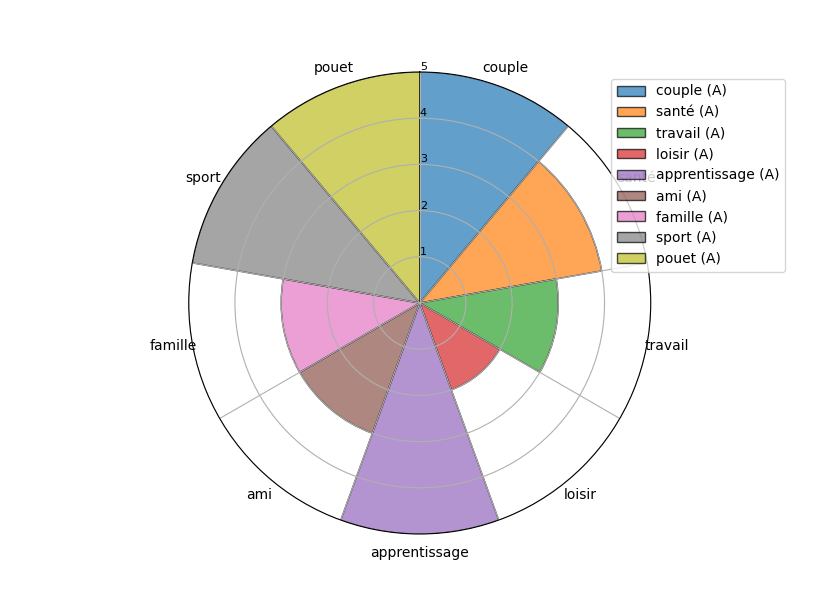 pouet
couple
5
4
3
2
1
sport
famille
travail
ami
loisir
apprentissage
couple (A)
santé (A)
travail (A)
loisir (A)
apprentissage (A)
ami (A)
famille (A)
sport (A)
pouet (A)